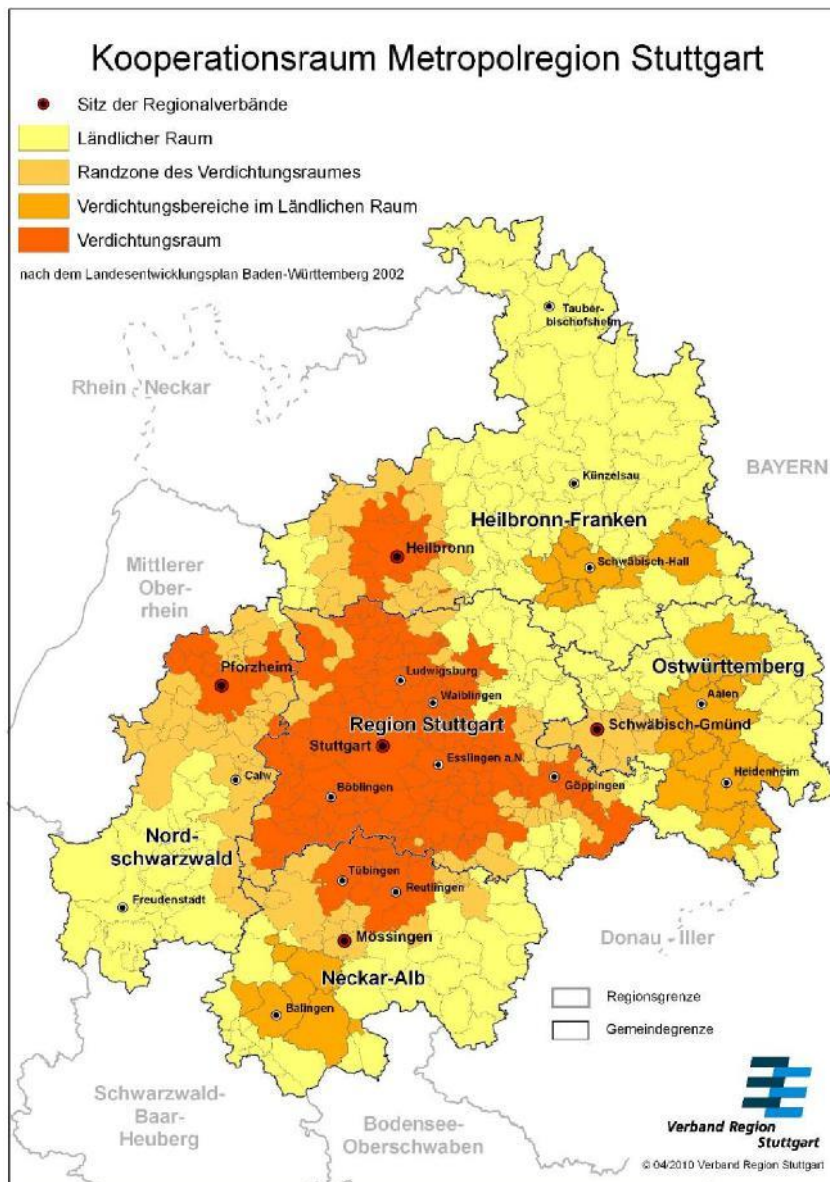 Kooperationsraum Metropolregion Stuttgart
Sitz der Regionalverbände
Ländlicher Raum
Randzone des Verdichtungsraumes
Verdichtungsbereiche im Ländlichen Raum
Verdichtungsraum
nach dem Landesentwicklungsplan Baden-Württemberg 2002
Tauber-
bischofsheim
Rhein - Neckar
BAYERN
Künzelsau
Heilbronn-Franken
Heilbronn
Schwäbisch-Hall
Mittlerer
Ober-
rhein
Pforzheim
Ludwigsburg
Waiblingen
Ostwürttemberg
Aalen
Region Stuttgart
Schwäbisch-Gmünd
Stuttgart
Esslingen a.N.
Göppingen
Heidenheim
Calw
Böblingen
Nord-
schwarzwald
Tübingen
Reutlingen
Freudenstadt
Mössingen
Donau - Iller
Neckar-Alb
Balingen
Regionsgrenze
Gemeindegrenze
Schwarzwald-
Baar-
Heuberg
Bodensee-
Oberschwaben
Verband Region
Stuttgart
© 04/2010 Verband Region Stuttgart